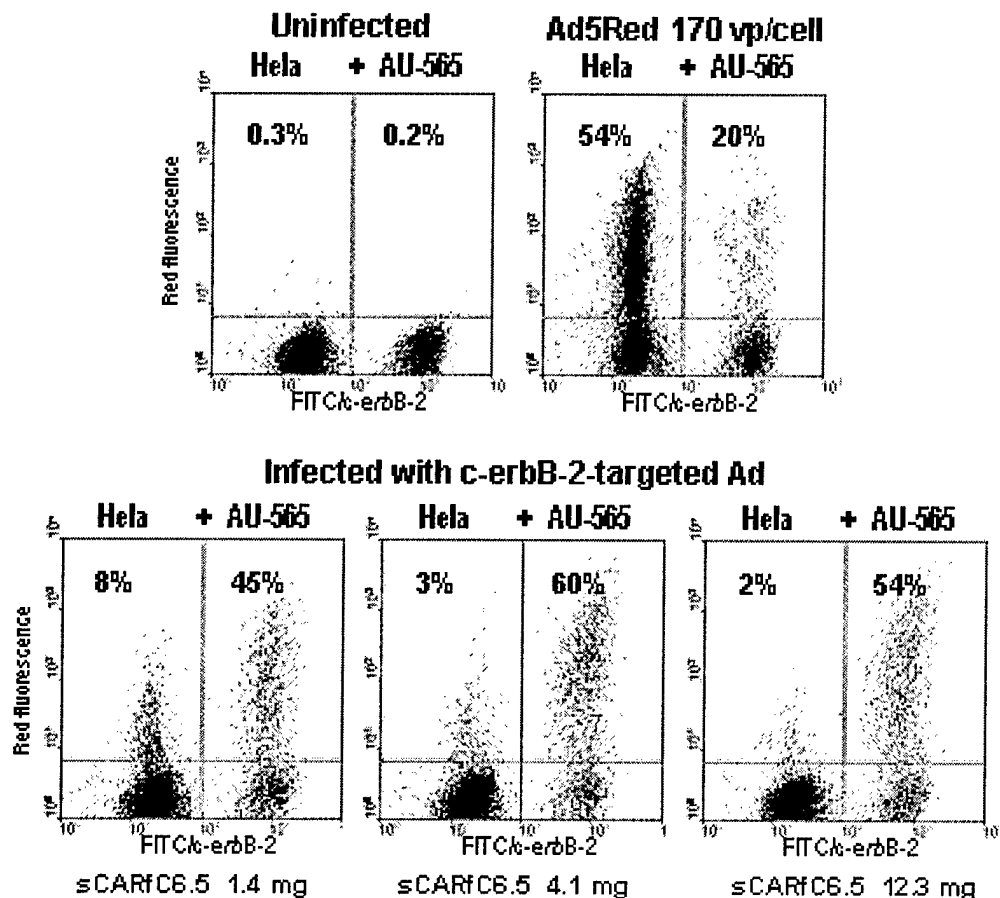 Uninfected
Hela + AU-565
0.3% 0.2%
Red fluorescence
FITC/c-erbB-2
Ad5Red 170 vp/cell
Hela + AU-565
54% 20%
FITC/c-erbB-2
Infected with c-erbB-2-targeted Ad
Hela + AU-565
8% 45%
Red fluorescence
FITC/c-erbB-2
sCARfC6.5 1.4 mg
Hela + AU-565
3% 60%
FITC/c-erbB-2
sCARfC6.5 4.1 mg
Hela + AU-565
2% 54%
FITC/c-erbB-2
sCARfC6.5 12.3 mg